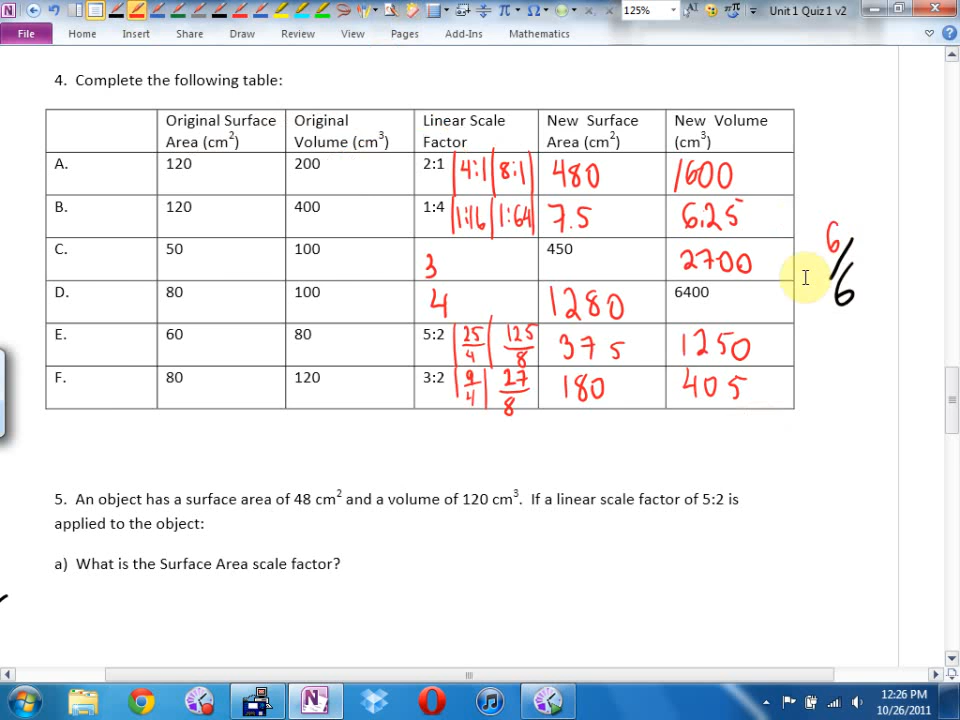 125%
Unit 1 Quiz 1 v2
File Home Insert Share Draw Review View Pages Add-Ins Mathematics
4. Complete the following table:
Original Surface Area (cm²) Original Volume (cm³) Linear Scale Factor New Surface Area (cm²) New Volume (cm³)
A. 120 200 2:1 | 4:1 | 8:1 | 480 1600
B. 120 400 1:4 | 1:16 | 1:64 | 7.5 6.25
C. 50 100 3 450 2700
D. 80 100 4 1280 6400
E. 60 80 5:2 | 25/4 | 125/8 375 1250
F. 80 120 3:2 | 9/4 | 27/8 180 405
6/6
5. An object has a surface area of 48 cm² and a volume of 120 cm³. If a linear scale factor of 5:2 is
applied to the object:
a) What is the Surface Area scale factor?
12:26 PM
10/26/2011